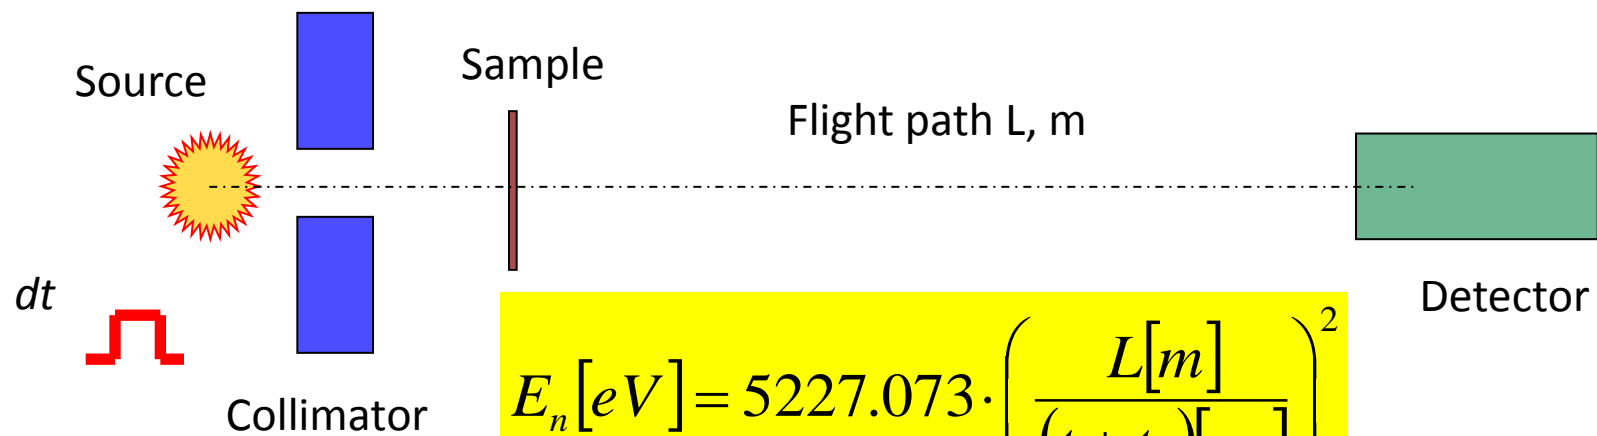 Source
Sample
Flight path L, m
dt
Detector
Collimator
E_n[eV] = 5227.073 · ( L[m] )^2